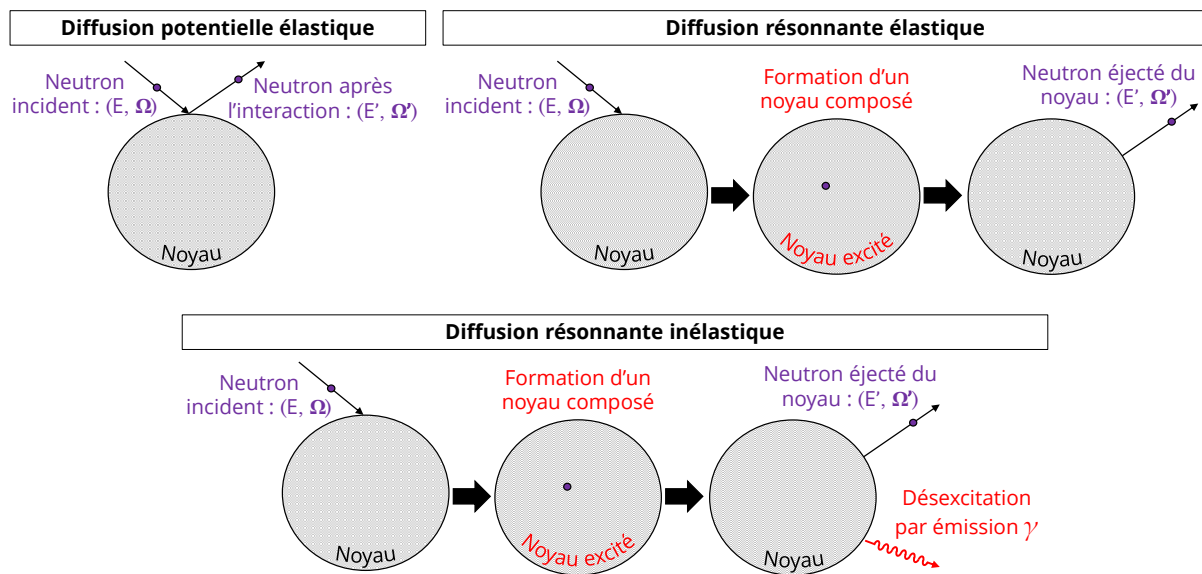 Diffusion potentielle élastique
Neutron
incident : (E, Ω)
Neutron après
l'interaction : (E’, Ω’)
Noyau
Diffusion résonnante élastique
Neutron
incident : (E, Ω)
Noyau
Formation d’un
noyau composé
Noyau excité
Neutron éjecté du
noyau : (E’, Ω’)
Noyau
Diffusion résonnante inélastique
Neutron
incident : (E, Ω)
Noyau
Formation d’un
noyau composé
Noyau excité
Neutron éjecté du
noyau : (E’, Ω’)
Noyau
Désexcitation
par émission γ